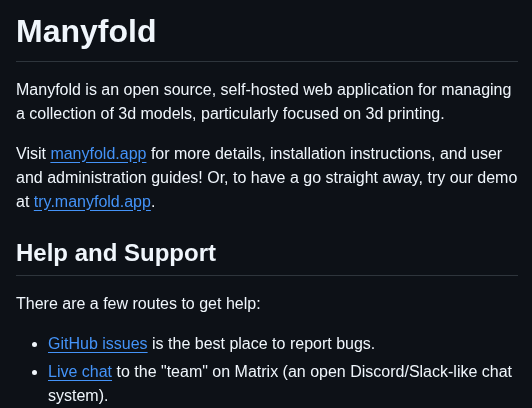 Manyfold
Manyfold is an open source, self-hosted web application for managing
a collection of 3d models, particularly focused on 3d printing.
Visit manyfold.app for more details, installation instructions, and user
and administration guides! Or, to have a go straight away, try our demo
at try.manyfold.app.
Help and Support
There are a few routes to get help:
• GitHub issues is the best place to report bugs.
• Live chat to the "team" on Matrix (an open Discord/Slack-like chat
system).